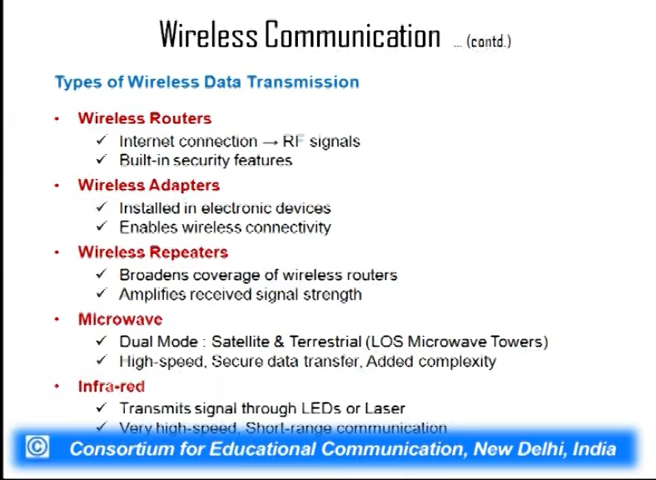 Wireless Communication ... (contd.)
Types of Wireless Data Transmission
• Wireless Routers
✓ Internet connection → RF signals
✓ Built-in security features
• Wireless Adapters
✓ Installed in electronic devices
✓ Enables wireless connectivity
• Wireless Repeaters
✓ Broadens coverage of wireless routers
✓ Amplifies received signal strength
• Microwave
✓ Dual Mode : Satellite & Terrestrial (LOS Microwave Towers)
✓ High-speed, Secure data transfer, Added complexity
• Infra-red
✓ Transmits signal through LEDs or Laser
✓ Very high-speed, Short-range communication
© Consortium for Educational Communication, New Delhi, India